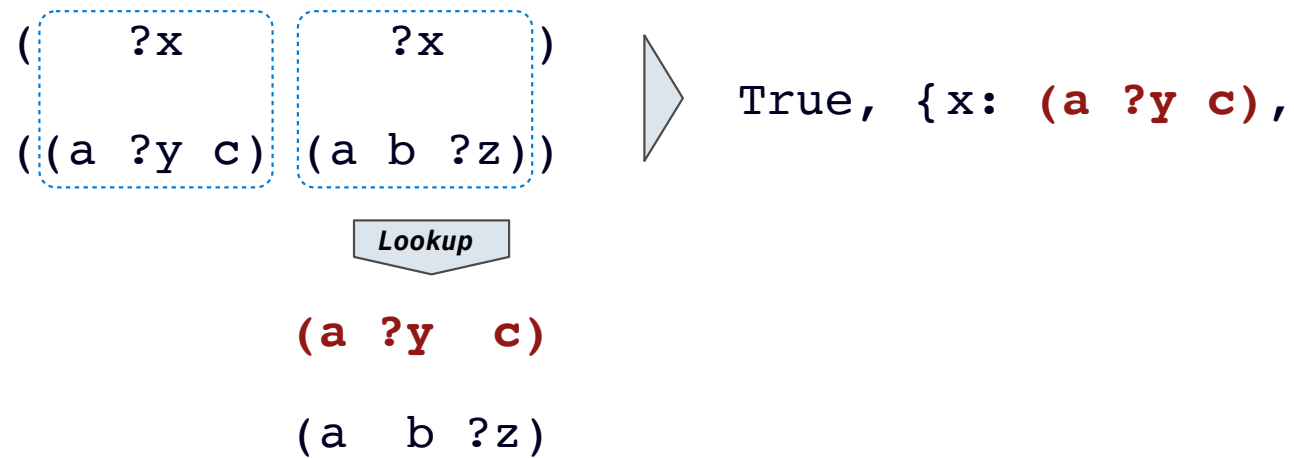 ( ?x ?x )
True, {x: (a ?y c),
((a ?y c) (a b ?z))
Lookup
(a ?y c)
(a b ?z)